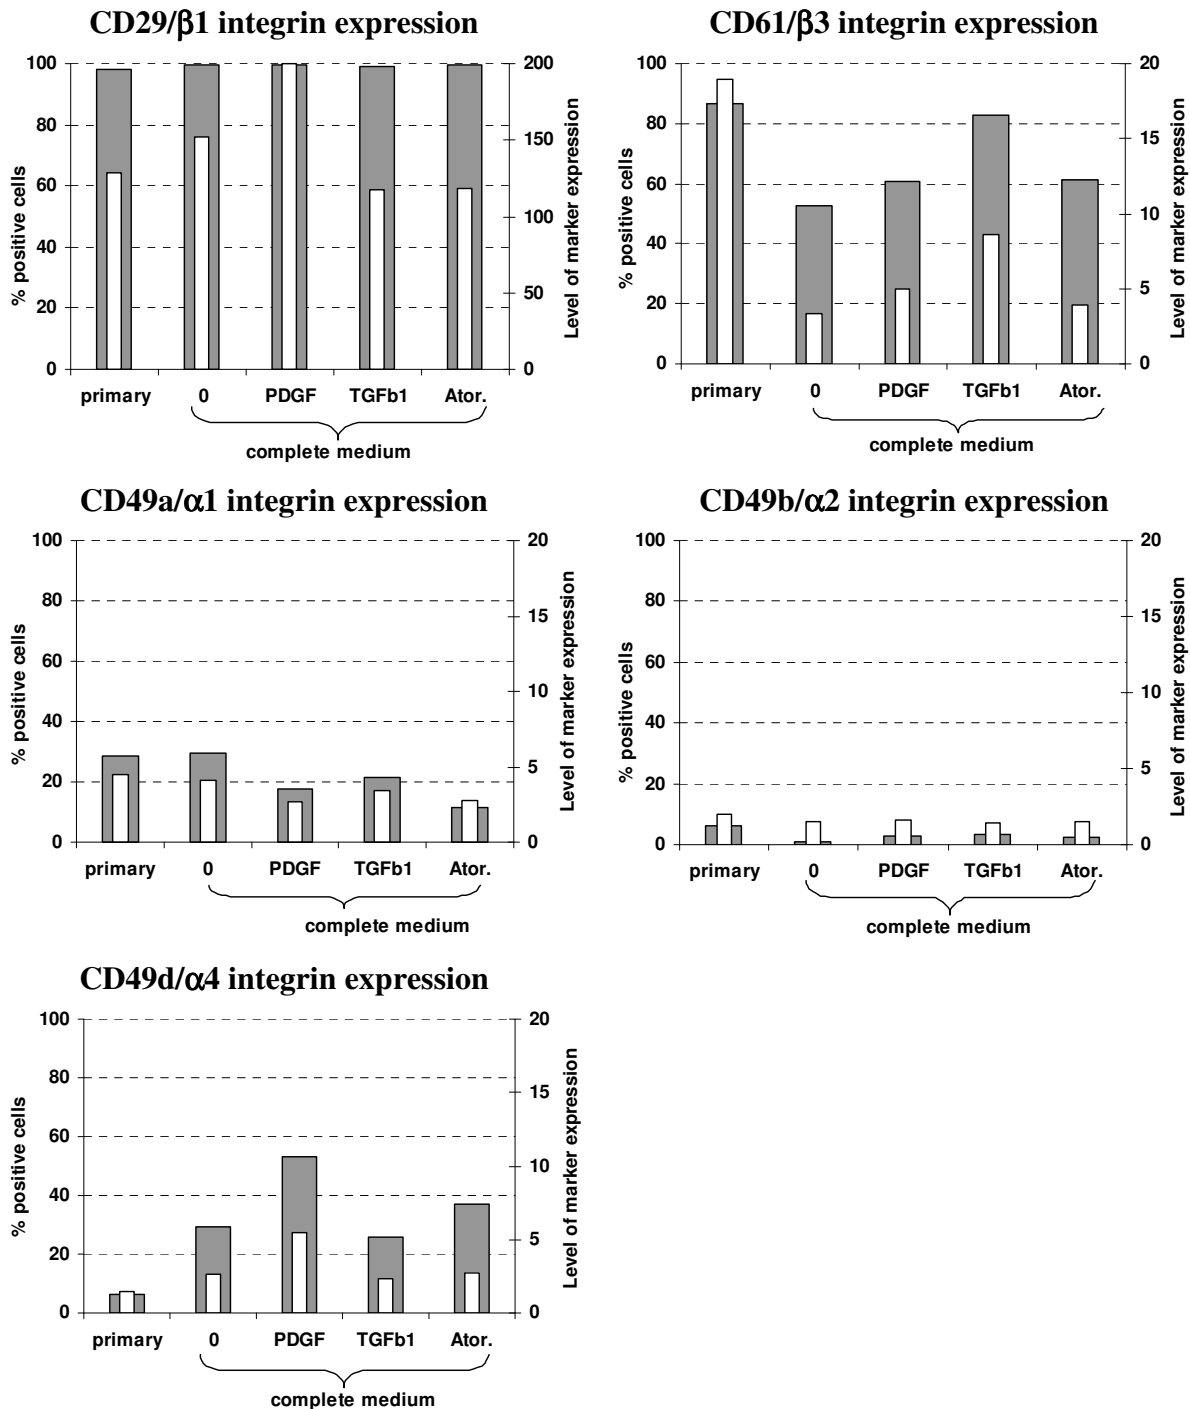 CD29/β1 integrin expression
% positive cells
100
80
60
40
20
0
200
150
100
50
0
Level of marker expression
primary 0 PDGF TGFb1 Ator.
complete medium
CD61/β3 integrin expression
% positive cells
100
80
60
40
20
0
20
15
10
5
0
Level of marker expression
primary 0 PDGF TGFb1 Ator.
complete medium
CD49a/α1 integrin expression
% positive cells
100
80
60
40
20
0
20
15
10
5
0
Level of marker expression
primary 0 PDGF TGFb1 Ator.
complete medium
CD49b/α2 integrin expression
% positive cells
100
80
60
40
20
0
20
15
10
5
0
Level of marker expression
primary 0 PDGF TGFb1 Ator.
complete medium
CD49d/α4 integrin expression
% positive cells
100
80
60
40
20
0
20
15
10
5
0
Level of marker expression
primary 0 PDGF TGFb1 Ator.
complete medium